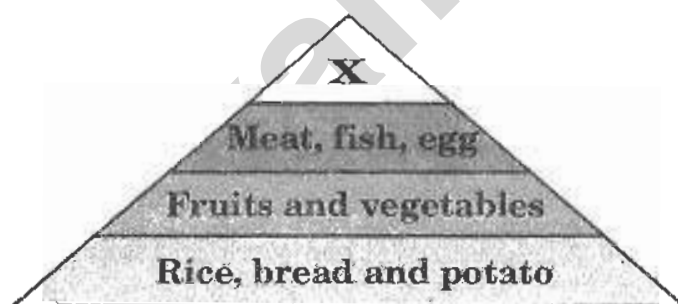 X
Meat, fish, egg
Fruits and vegetables
Rice, bread and potato